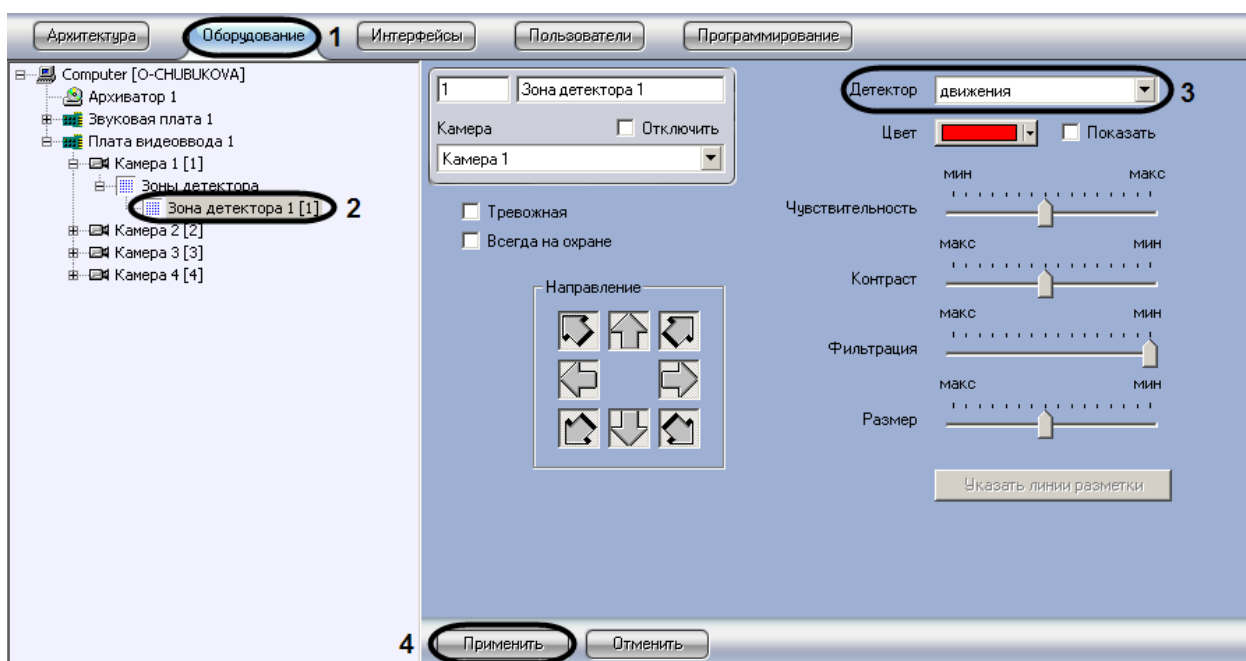 Архитектура Оборудование 1 Интерфейсы Пользователи Программирование
Computer [O-CHUBUKOVA]
Архиватор 1
Звуковая плата 1
Плата видеоввода 1
Камера 1 [1]
Зоны детектора
Зона детектора 1 [1] 2
Камера 2 [2]
Камера 3 [3]
Камера 4 [4]
1 Зона детектора 1
Камера Отключить
Камера 1
Тревожная
Всегда на охране
Направление
Детектор движения 3
Цвет Показать
мин макс
Чувствительность
макс мин
Контраст
макс мин
Фильтрация
макс мин
Размер
Указать линии разметки
4 Применить Отменить